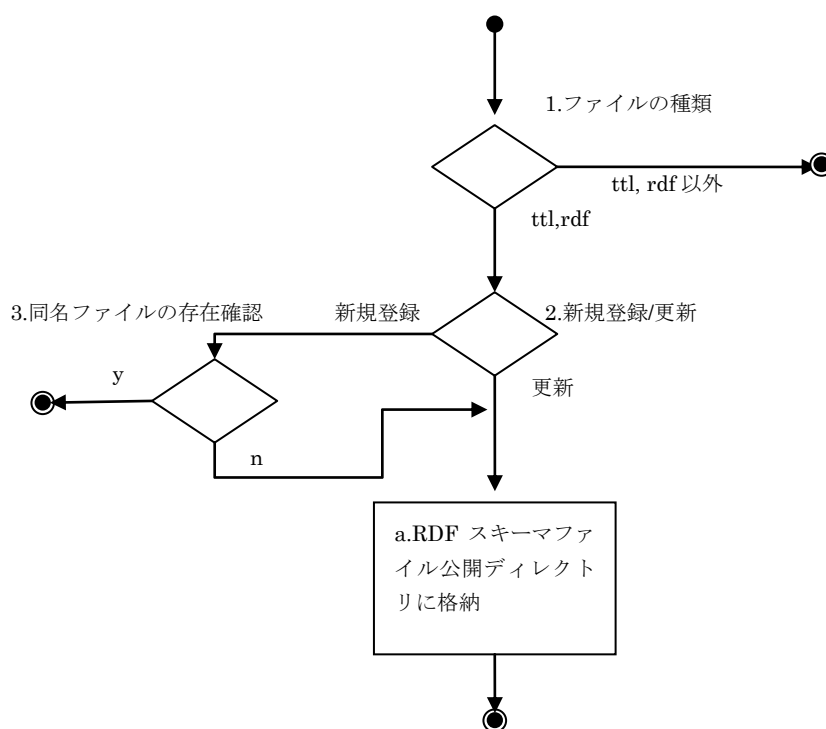 1.ファイルの種類
ttl, rdf 以外
ttl,rdf
3.同名ファイルの存在確認
新規登録
2.新規登録/更新
y
更新
n
a.RDF スキーマファ
イル公開ディレクト
リに格納